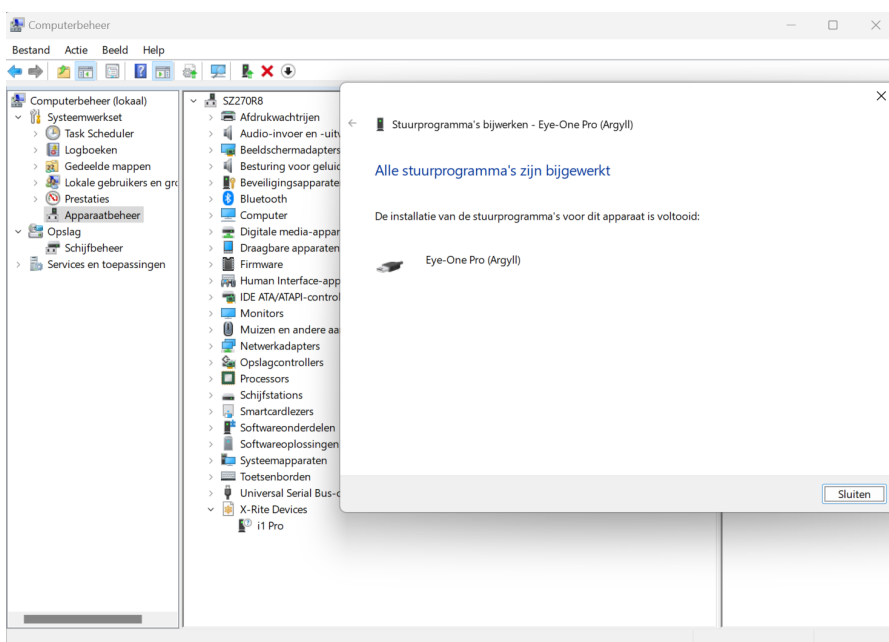 Computerbeheer
Bestand Actie Beeld Help
Computerbeheer (lokaal)
Systeemwerkset
Task Scheduler
Logboeken
Gedeelde mappen
Lokale gebruikers en gro
Prestaties
Apparaatbeheer
Opslag
Schijfbeheer
Services en toepassingen
SZ270R8
Afdrukwachtrijen
Audio-invoer en -uitv
Beeldschermadapters
Besturing voor geluid
Beveiligingsapparate
Bluetooth
Computer
Digitale media-appar
Draagbare apparaten
Firmware
Human Interface-app
IDE ATA/ATAPI-control
Monitors
Muizen en andere aa
Netwerkadapters
Opslagcontrollers
Processors
Schijfstations
Smartcardlezers
Softwareonderdelen
Softwareoplossingen
Systeemapparaten
Toetsenborden
Universal Serial Bus-c
X-Rite Devices
i1 Pro
Stuurprogramma's bijwerken - Eye-One Pro (Argyll)
Alle stuurprogramma's zijn bijgewerkt
De installatie van de stuurprogramma's voor dit apparaat is voltooid:
Eye-One Pro (Argyll)
Sluiten